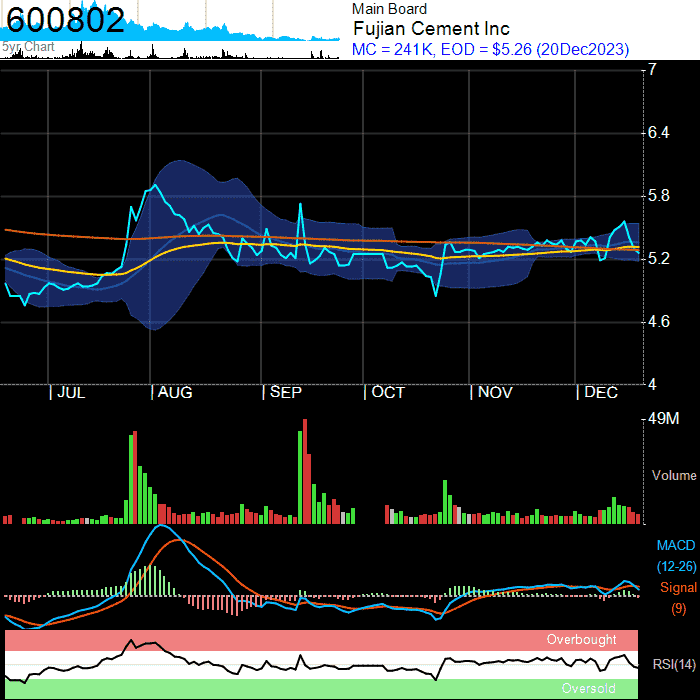 600802
5yr Chart
Main Board
Fujian Cement Inc
MC = 241K, EOD = $5.26 (20Dec2023)
7
6.4
5.8
5.2
4.6
4
| JUL | AUG | SEP | OCT | NOV | DEC
49M
Volume
MACD
(12-26)
Signal
(9)
Overbought
RSI(14)
Oversold